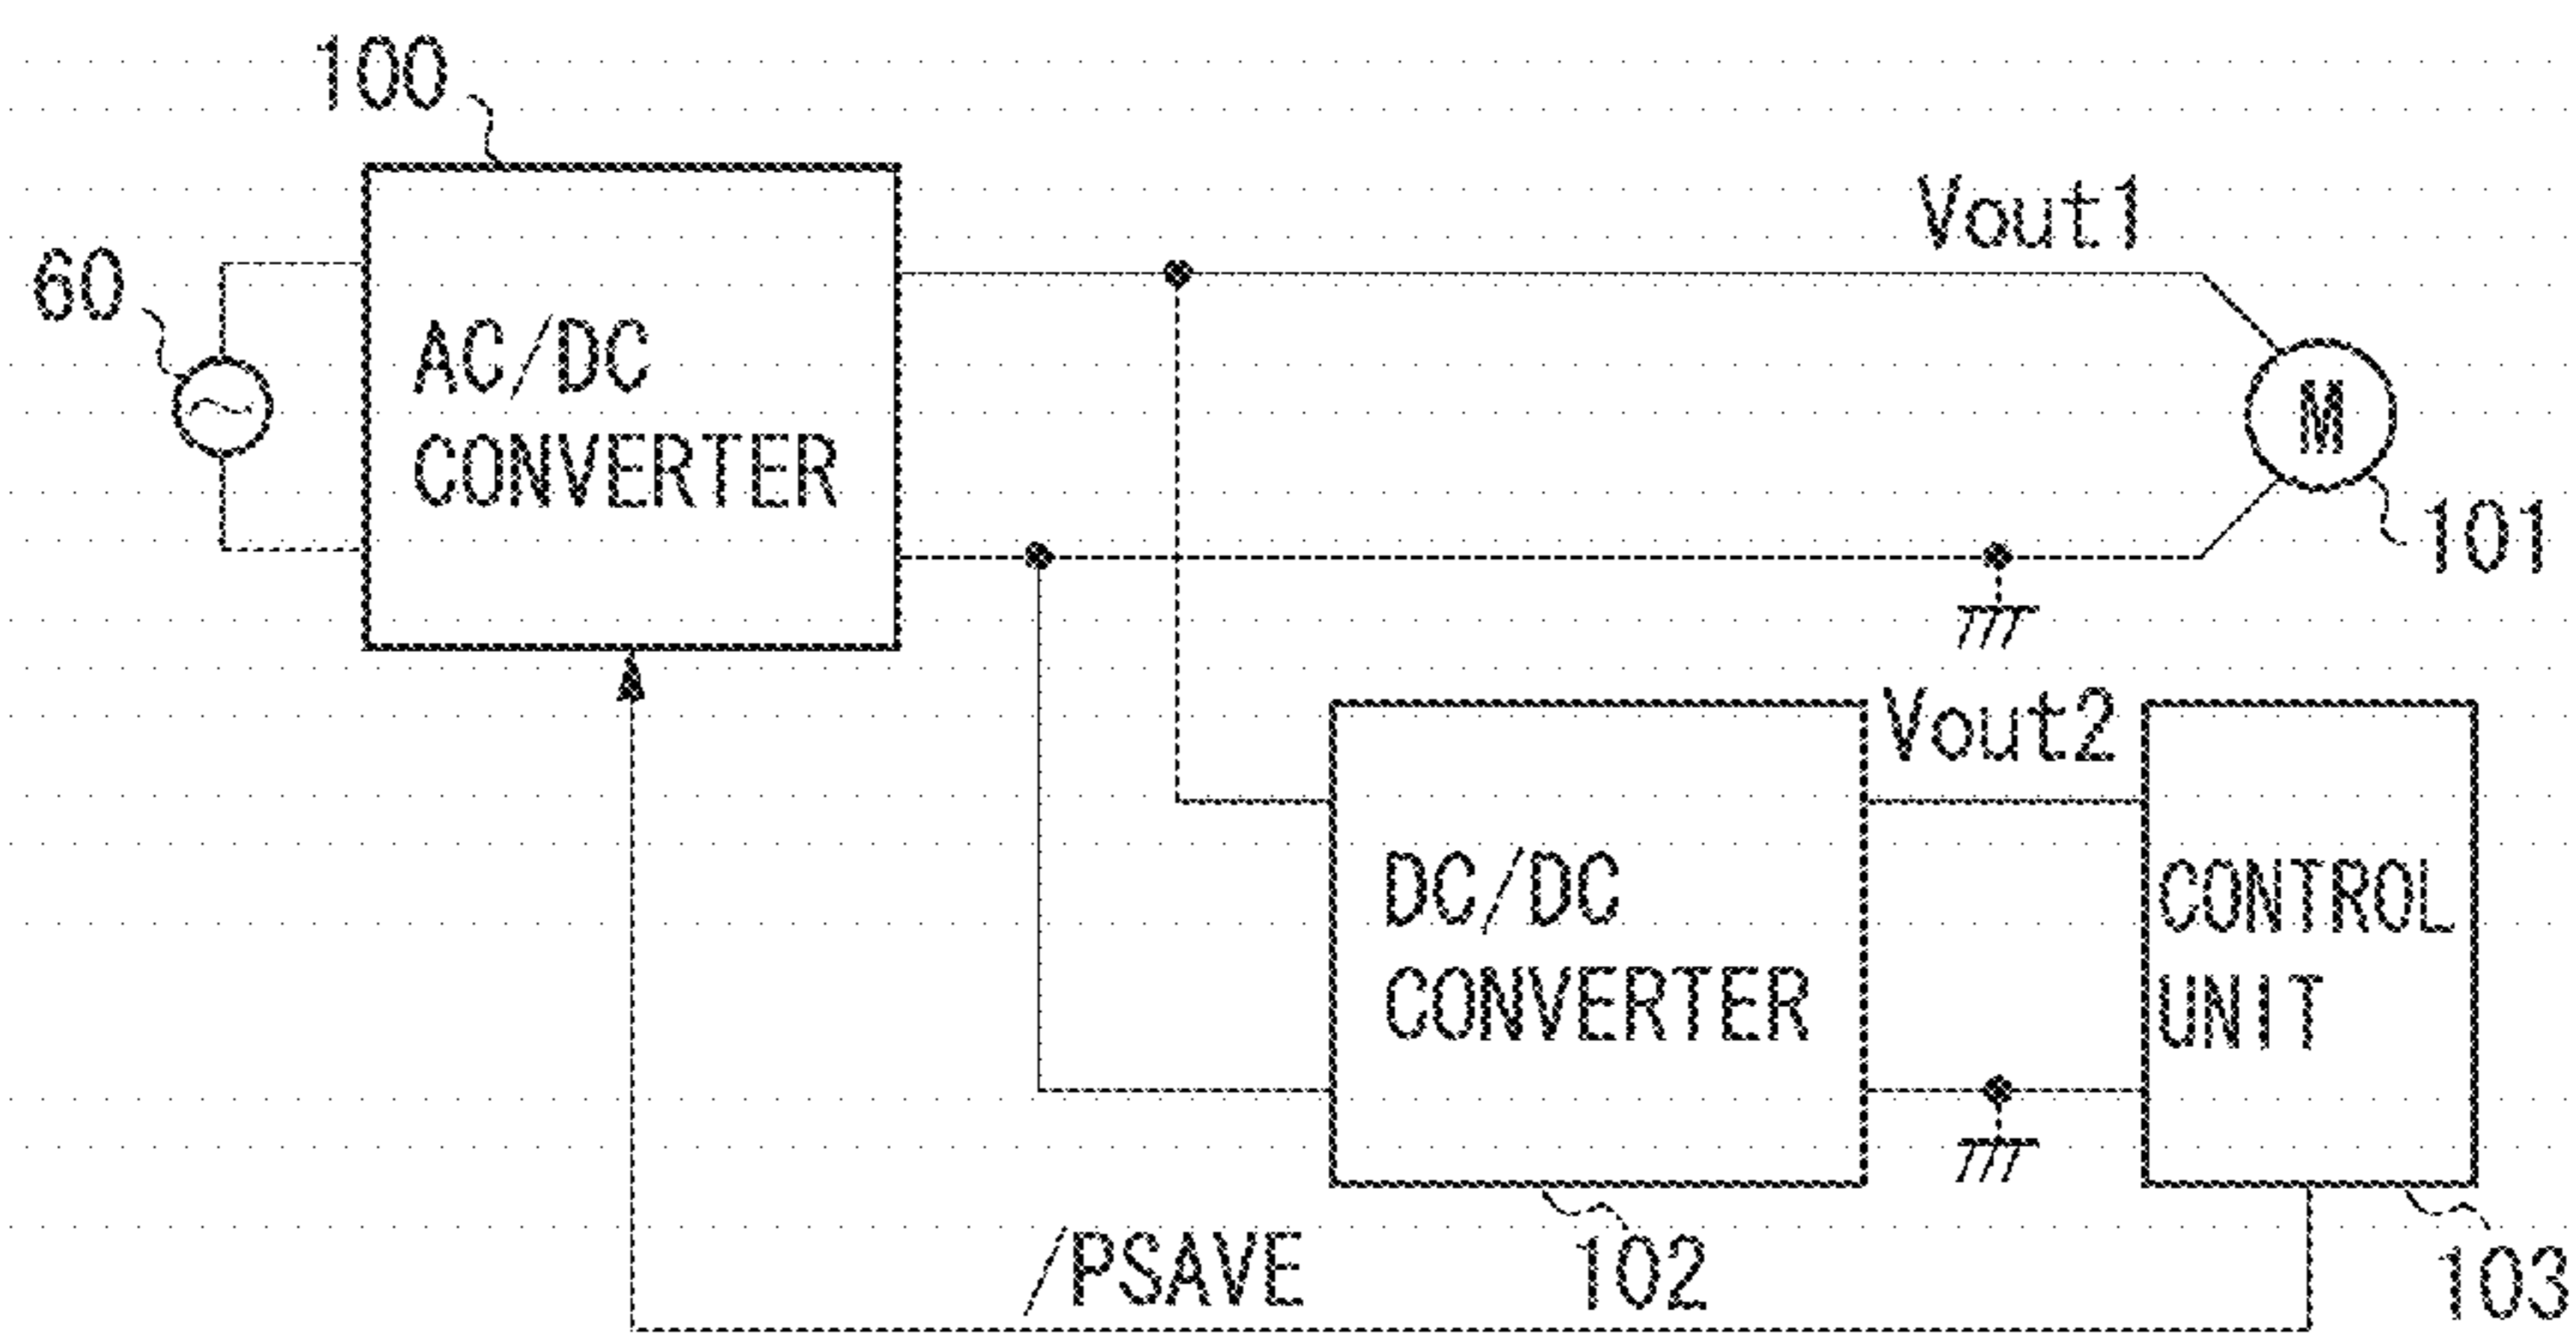 100
Vout1
60
AC/DC
CONVERTER
M
101
Vout2
DC/DC
CONVERTER
CONTROL
UNIT
/PSAVE
102
103